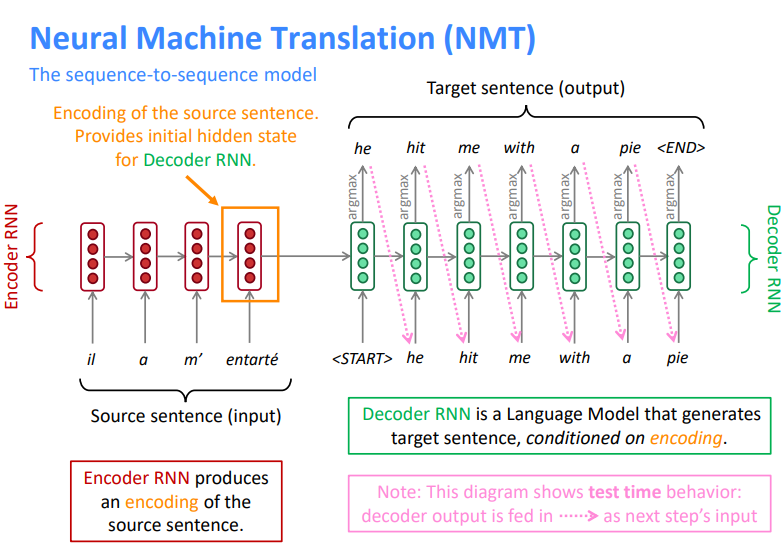 Neural Machine Translation (NMT)
The sequence-to-sequence model
Encoding of the source sentence.
Provides initial hidden state
for Decoder RNN.
Target sentence (output)
he hit me with a pie <END>
argmax argmax argmax argmax argmax argmax argmax
Encoder RNN
Decoder RNN
il a m’ entarté <START> he hit me with a pie
Source sentence (input)
Decoder RNN is a Language Model that generates
target sentence, conditioned on encoding.
Encoder RNN produces
an encoding of the
source sentence.
Note: This diagram shows test time behavior:
decoder output is fed in as next step’s input